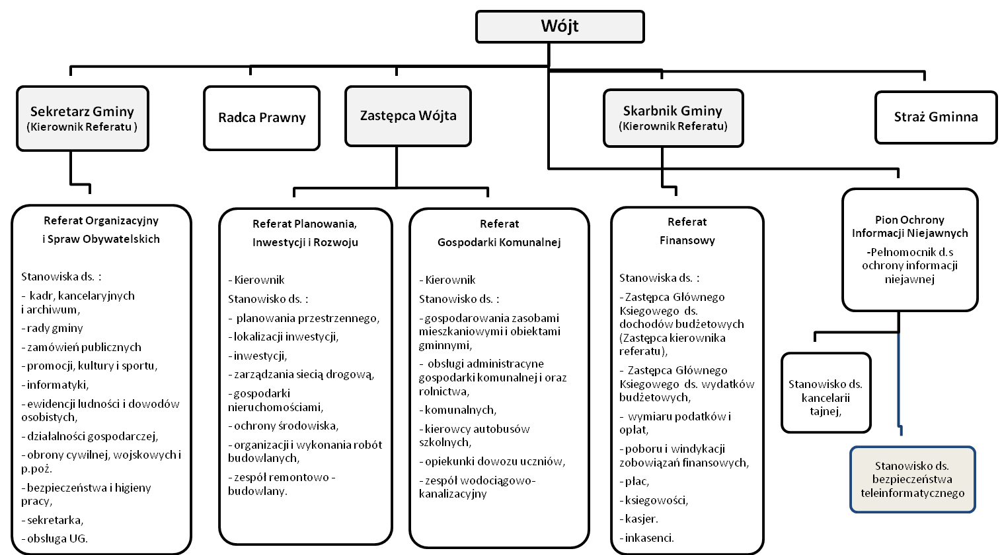 Wójt
Sekretarz Gminy
(Kierownik Referatu )
Radca Prawny
Zastępca Wójta
Skarbnik Gminy
(Kierownik Referatu)
Straż Gminna
Referat Organizacyjny
i Spraw Obywatelskich
Stanowiska ds. :
- kadr, kancelaryjnych
i archiwum,
- rady gminy
- zamówień publicznych
- promocji, kultury i sportu,
- informatyki,
- ewidencji ludności i dowodów
osobistych,
- działalności gospodarczej,
- obrony cywilnej, wojskowych i
p.poż.
- bezpieczeństwa i higieny
pracy,
- sekretarka,
- obsługa UG.
Referat Planowania,
Inwestycji i Rozwoju
- Kierownik
Stanowisko ds. :
- planowania przestrzennego,
- lokalizacji inwestycji,
- inwestycji,
- zarządzania siecią drogową,
- gospodarki
nieruchomościami,
- ochrony środowiska,
- organizacji i wykonania robót
budowlanych,
- zespół remontowo -
budowlany.
Referat
Gospodarki Komunalnej
- Kierownik
Stanowisko ds. :
- gospodarowania zasobami
mieszkaniowymi i obiektami
gminnymi,
- obsługi administracyne
gospodarki komunalnej i oraz
rolnictwa,
- komunalnych,
- kierowcy autobusów
szkolnych,
- opiekunki dowozu uczniów,
- zespół wodociągowo-
kanalizacyjny
Referat
Finansowy
Stanowiska ds. :
- Zastępca Głównego
Ksiegowego ds.
dochodów budżetowych
(Zastępca kierownika
referatu),
- Zastępca Głównego
Ksiegowego ds. wydatków
budżetowych,
- wymiaru podatków i
opłat,
- poboru i windykacji
zobowiązań finansowych,
- płac,
- ksiegowości,
- kasjer.
- inkasenci.
Pion Ochrony
Informacji Niejawnych
-Pełnomocnik d.s
ochrony informacji
niejawnej
Stanowisko ds.
kancelarii
tajnej,
Stanowisko ds.
bezpieczeństwa
teleinformatycznego